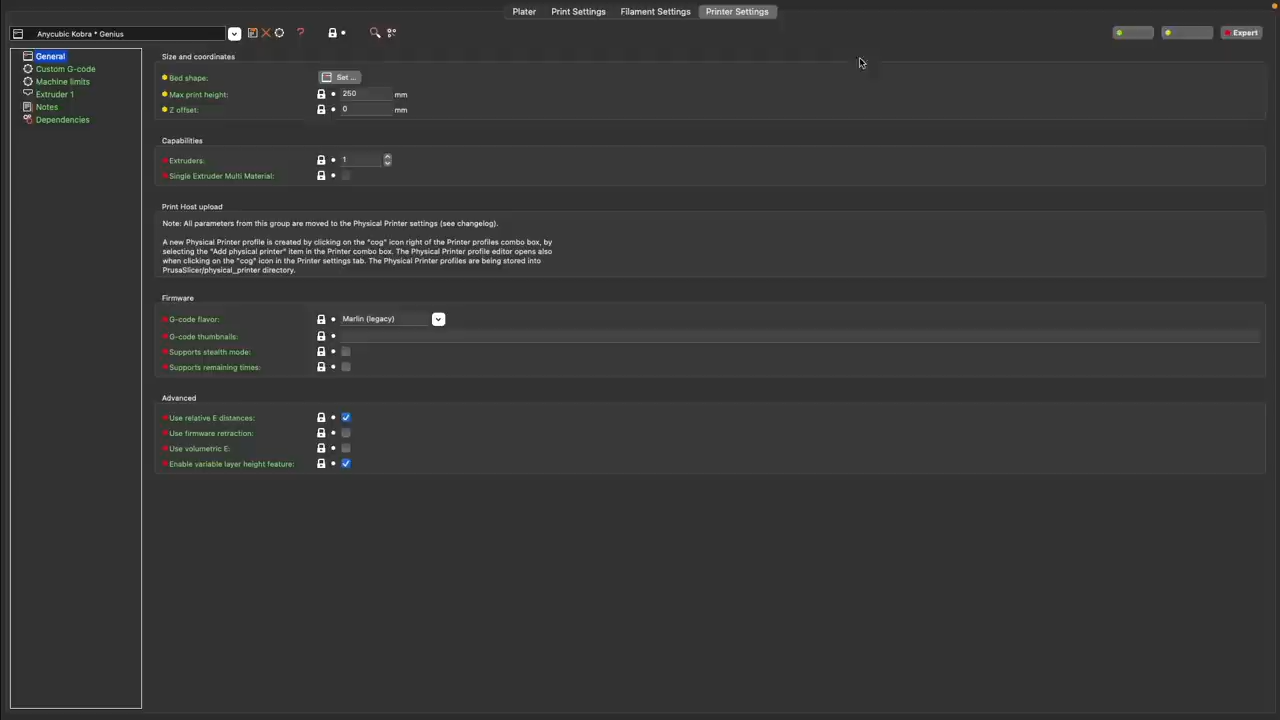 Plater Print Settings Filament Settings Printer Settings
Anycubic Kobra * Genius
Expert
General
Custom G-code
Machine limits
Extruder 1
Notes
Dependencies
Size and coordinates
Bed shape: Set ...
Max print height: 250 mm
Z offset: 0 mm
Capabilities
Extruders: 1
Single Extruder Multi Material:
Print Host upload
Note: All parameters from this group are moved to the Physical Printer settings (see changelog).
A new Physical Printer profile is created by clicking on the "cog" icon right of the Printer profiles combo box, by
selecting the "Add physical printer" item in the Printer combo box. The Physical Printer profile editor opens also
when clicking on the "cog" icon in the Printer settings tab. The Physical Printer profiles are being stored into
PrusaSlicer/physical_printer directory.
Firmware
G-code flavor: Marlin (legacy)
G-code thumbnails:
Supports stealth mode:
Supports remaining times:
Advanced
Use relative E distances:
Use firmware retraction:
Use volumetric E:
Enable variable layer height feature: